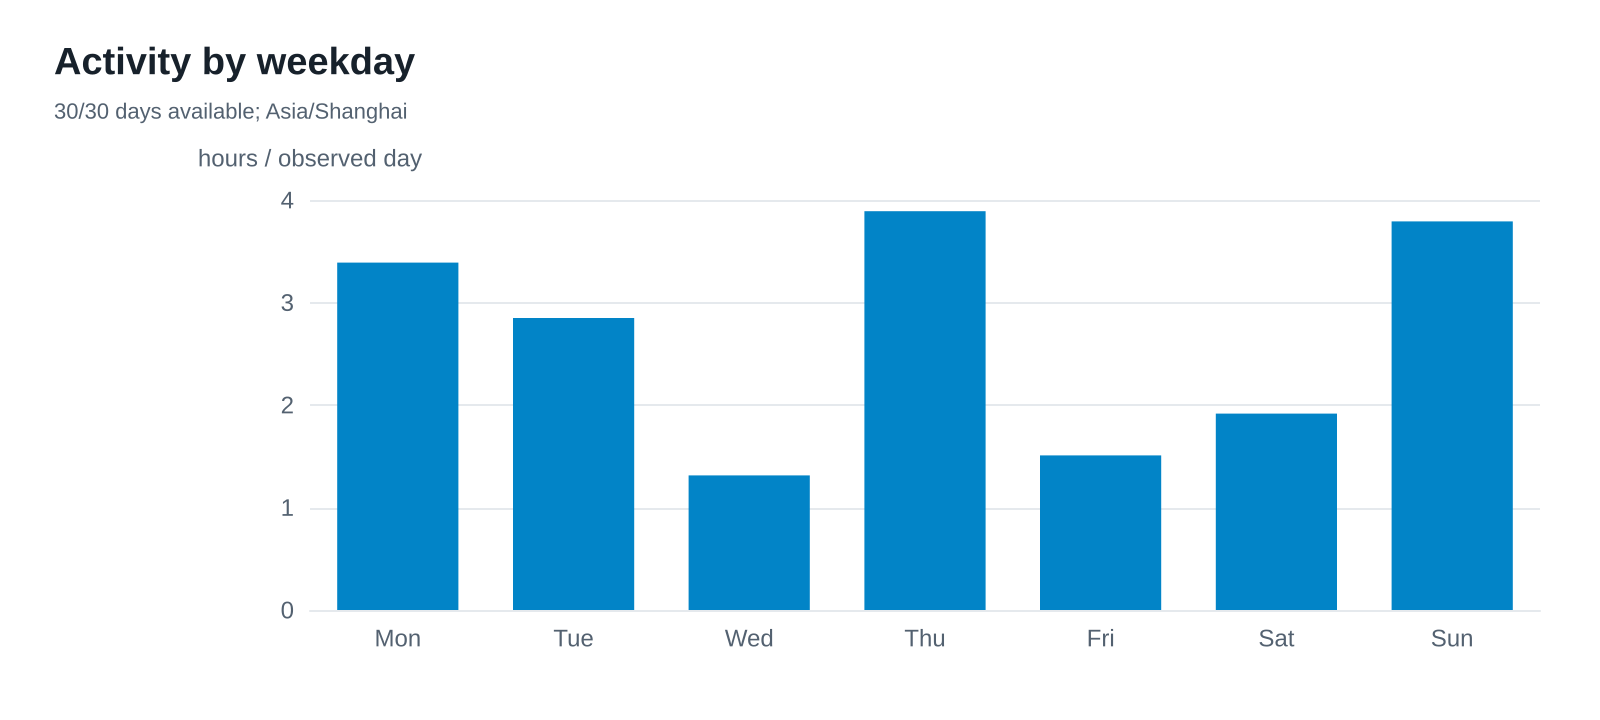 Activity by weekday
30/30 days available; Asia/Shanghai
hours / observed day
4
3
2
1
0
Mon Tue Wed Thu Fri Sat Sun